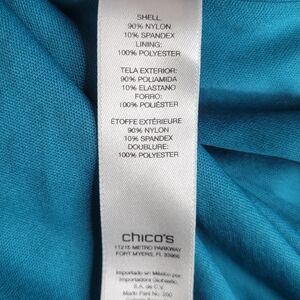 SHELL:
90% NYLON
10% SPANDEX
LINING:
100% POLYESTER
TELA EXTERIOR:
90% POLIAMIDA
10% ELASTANO
FORRO:
100% POLIÉSTER
ÉTOFFE EXTÉRIEURE
90% NYLON
10% SPANDEX
DOUBLURE:
100% POLYESTER
chico's
11215 METRO PARKWAY
FORT MYERS, FL 33966
Importado en México por:
Importadora
S.A. de C.V.